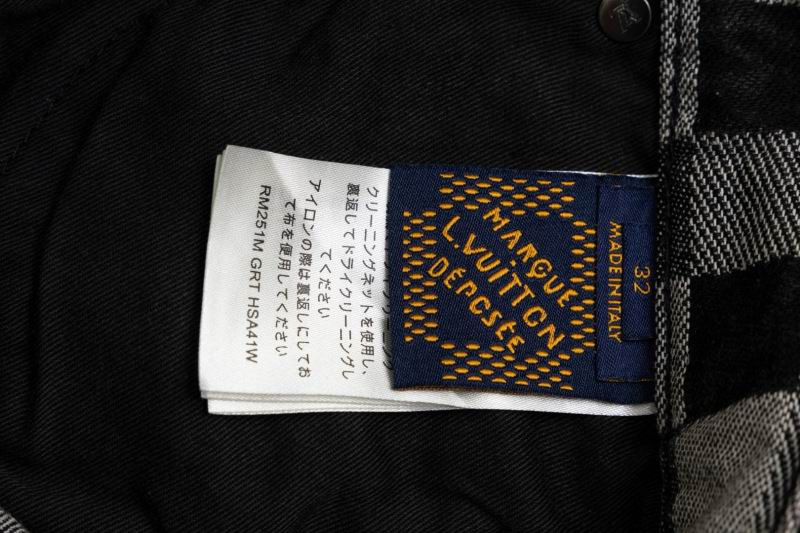 クリーニングネットを使用し、
裏返してドライクリーニングし
てください
アイロンの際は裏返しにしてお
て布を使用してください
RM251M GRT HSA41W
MARQUE
L.VUITTON
DÉPOSÉE
MADE IN ITALY
32